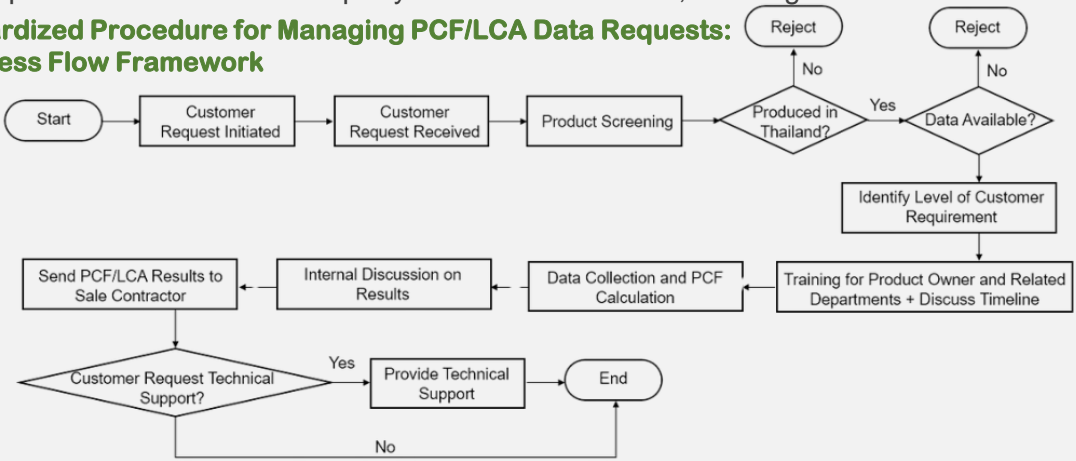 rdized Procedure for Managing PCF/LCA Data Requests:
ess Flow Framework
Reject
Reject
No
No
Start
Customer
Request Initiated
Customer
Request Received
Product Screening
Produced in
Thailand?
Yes
Data Available?
Identify Level of Customer
Requirement
Send PCF/LCA Results to
Sale Contractor
Internal Discussion on
Results
Data Collection and PCF
Calculation
Training for Product Owner and Related
Departments + Discuss Timeline
Customer Request Technical
Support?
Yes
Provide Technical
Support
End
No